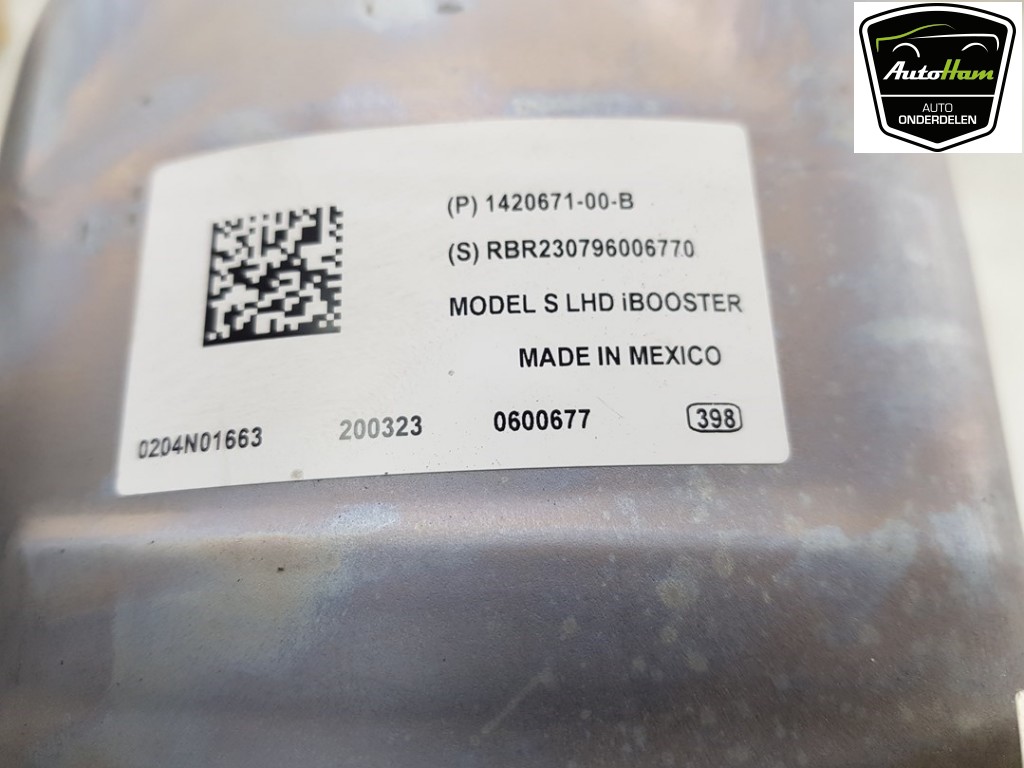 AutoHam
AUTO
ONDERDELEN
(P) 1420671-00-B
(S) RBR230796006770
MODEL S LHD iBOOSTER
MADE IN MEXICO
0204N01663 200323 0600677 398